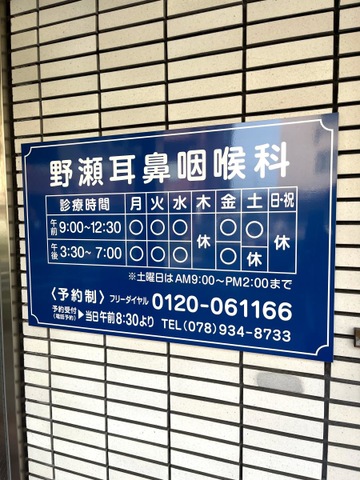 野瀬耳鼻咽喉科
診療時間 月 火 水 木 金 土 日・祝
午前 9:00~12:30 ○ ○ ○ 休 ○ ○ 休
午後 3:30~ 7:00 ○ ○ ○ ○ 休
※土曜日はAM9:00~PM2:00まで
〈予約制〉 フリーダイヤル 0120-061166
予約受付(電話予約)▶当日午前8:30より TEL(078)934-8733